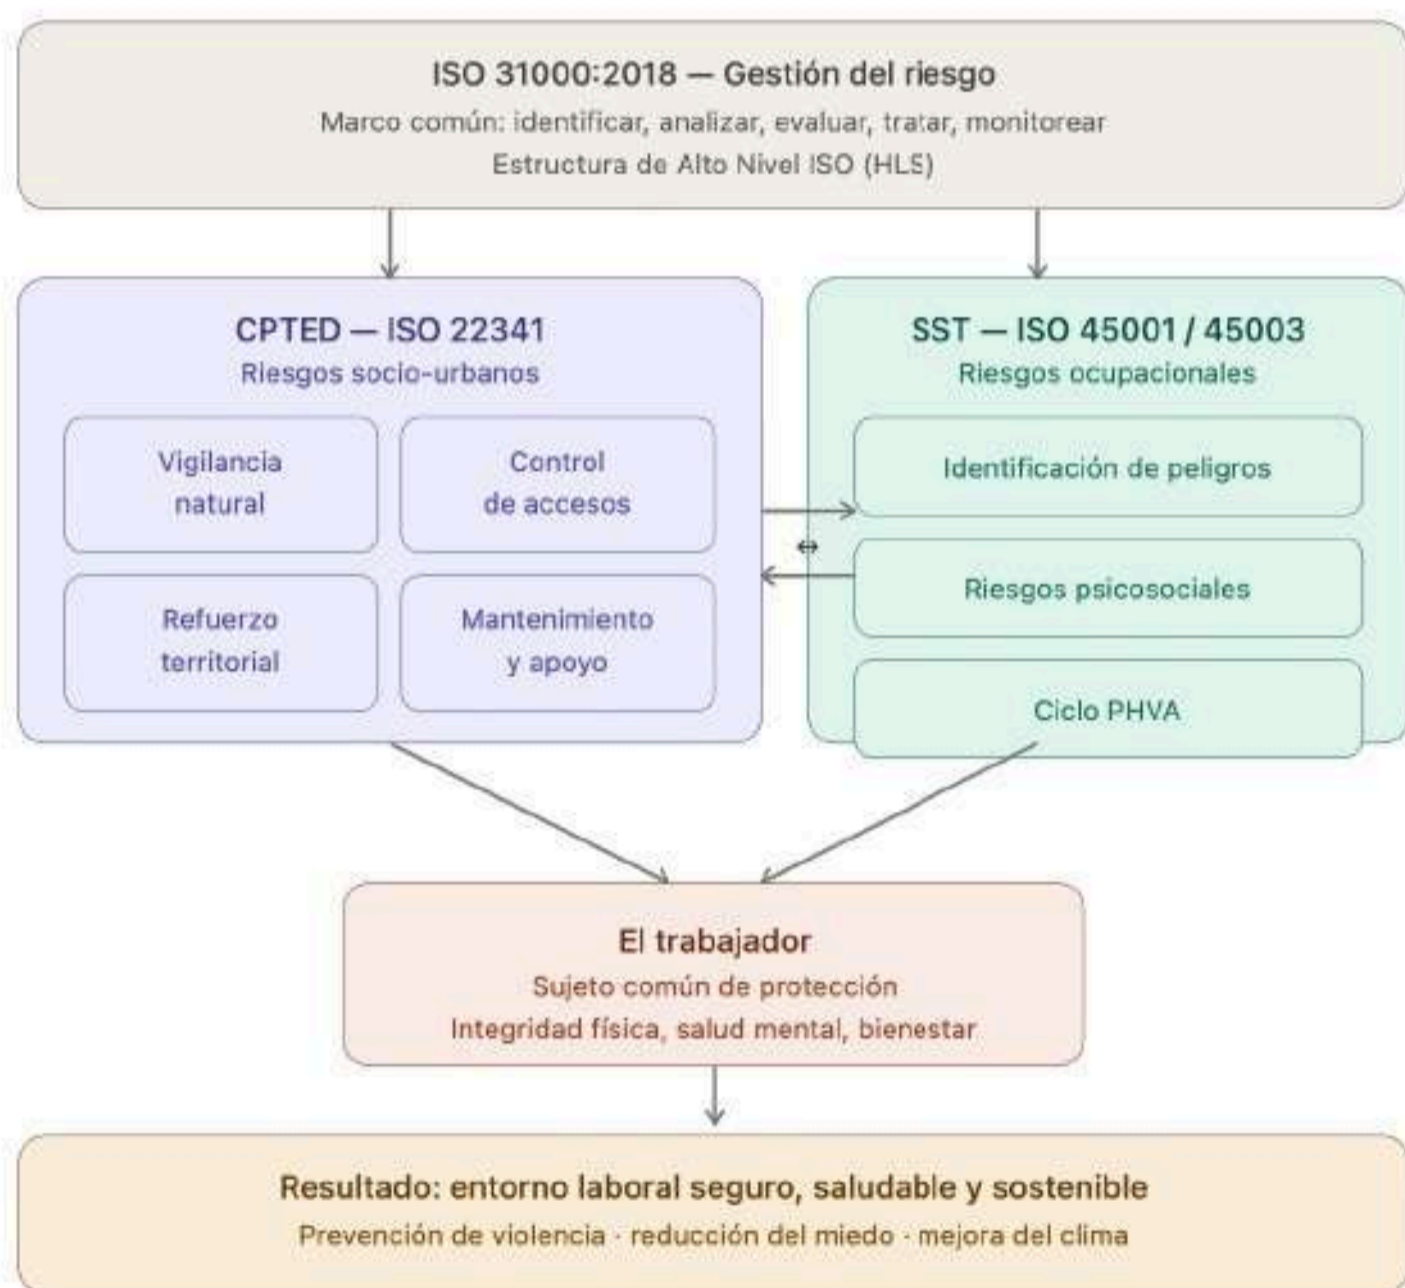 ISO 31000:2018 — Gestión del riesgo
Marco común: identificar, analizar, evaluar, tratar, monitorear
Estructura de Alto Nivel ISO (HLS)
CPTED — ISO 22341
Riesgos socio-urbanos
Vigilancia
natural
Control
de accesos
Refuerzo
territorial
Mantenimiento
y apoyo
SST — ISO 45001 / 45003
Riesgos ocupacionales
Identificación de peligros
Riesgos psicosociales
Ciclo PHVA
El trabajador
Sujeto común de protección
Integridad física, salud mental, bienestar
Resultado: entorno laboral seguro, saludable y sostenible
Prevención de violencia · reducción del miedo · mejora del clima